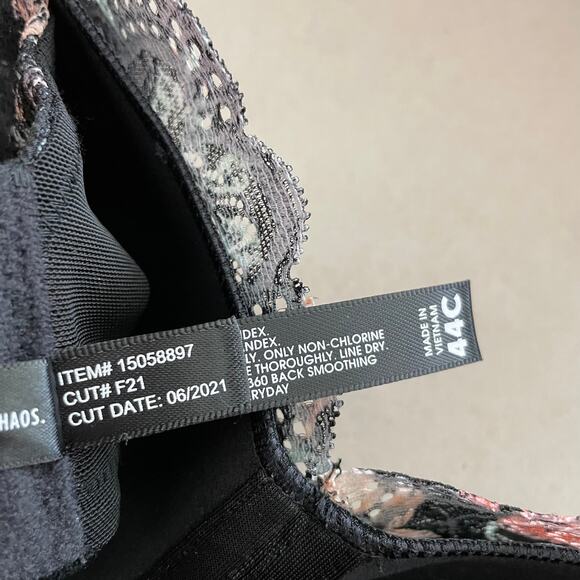 HAOS.
ITEM# 15058897
CUT# F21
CUT DATE: 06/2021
DEX.
NDEX.
LY. ONLY NON-CHLORINE
E THOROUGHLY. LINE DRY.
360 BACK SMOOTHING
RYDAY
MADE IN
VIETNAM
44C